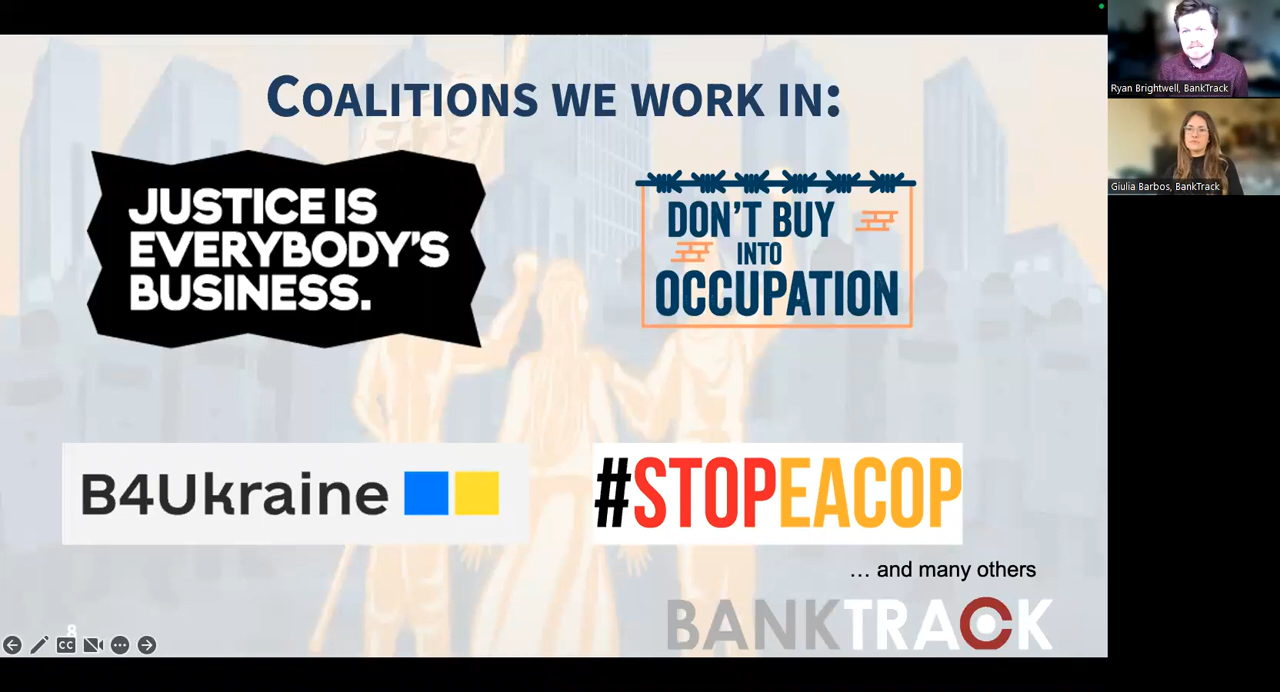 COALITIONS WE WORK IN:
JUSTICE IS
EVERYBODY'S
BUSINESS.
DON'T BUY
INTO
OCCUPATION
B4Ukraine
#STOPEACOP
... and many others
BANKTRACK
8
CC
Ryan Brightwell, BankTrack
Giulia Barbos, BankTrack